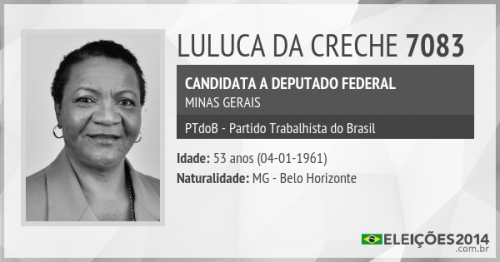 LULUCA DA CRECHE 7083
CANDIDATA A DEPUTADO FEDERAL
MINAS GERAIS
PTdoB - Partido Trabalhista do Brasil
Idade: 53 anos (04-01-1961)
Naturalidade: MG - Belo Horizonte
ELEIÇÕES2014
.com.br